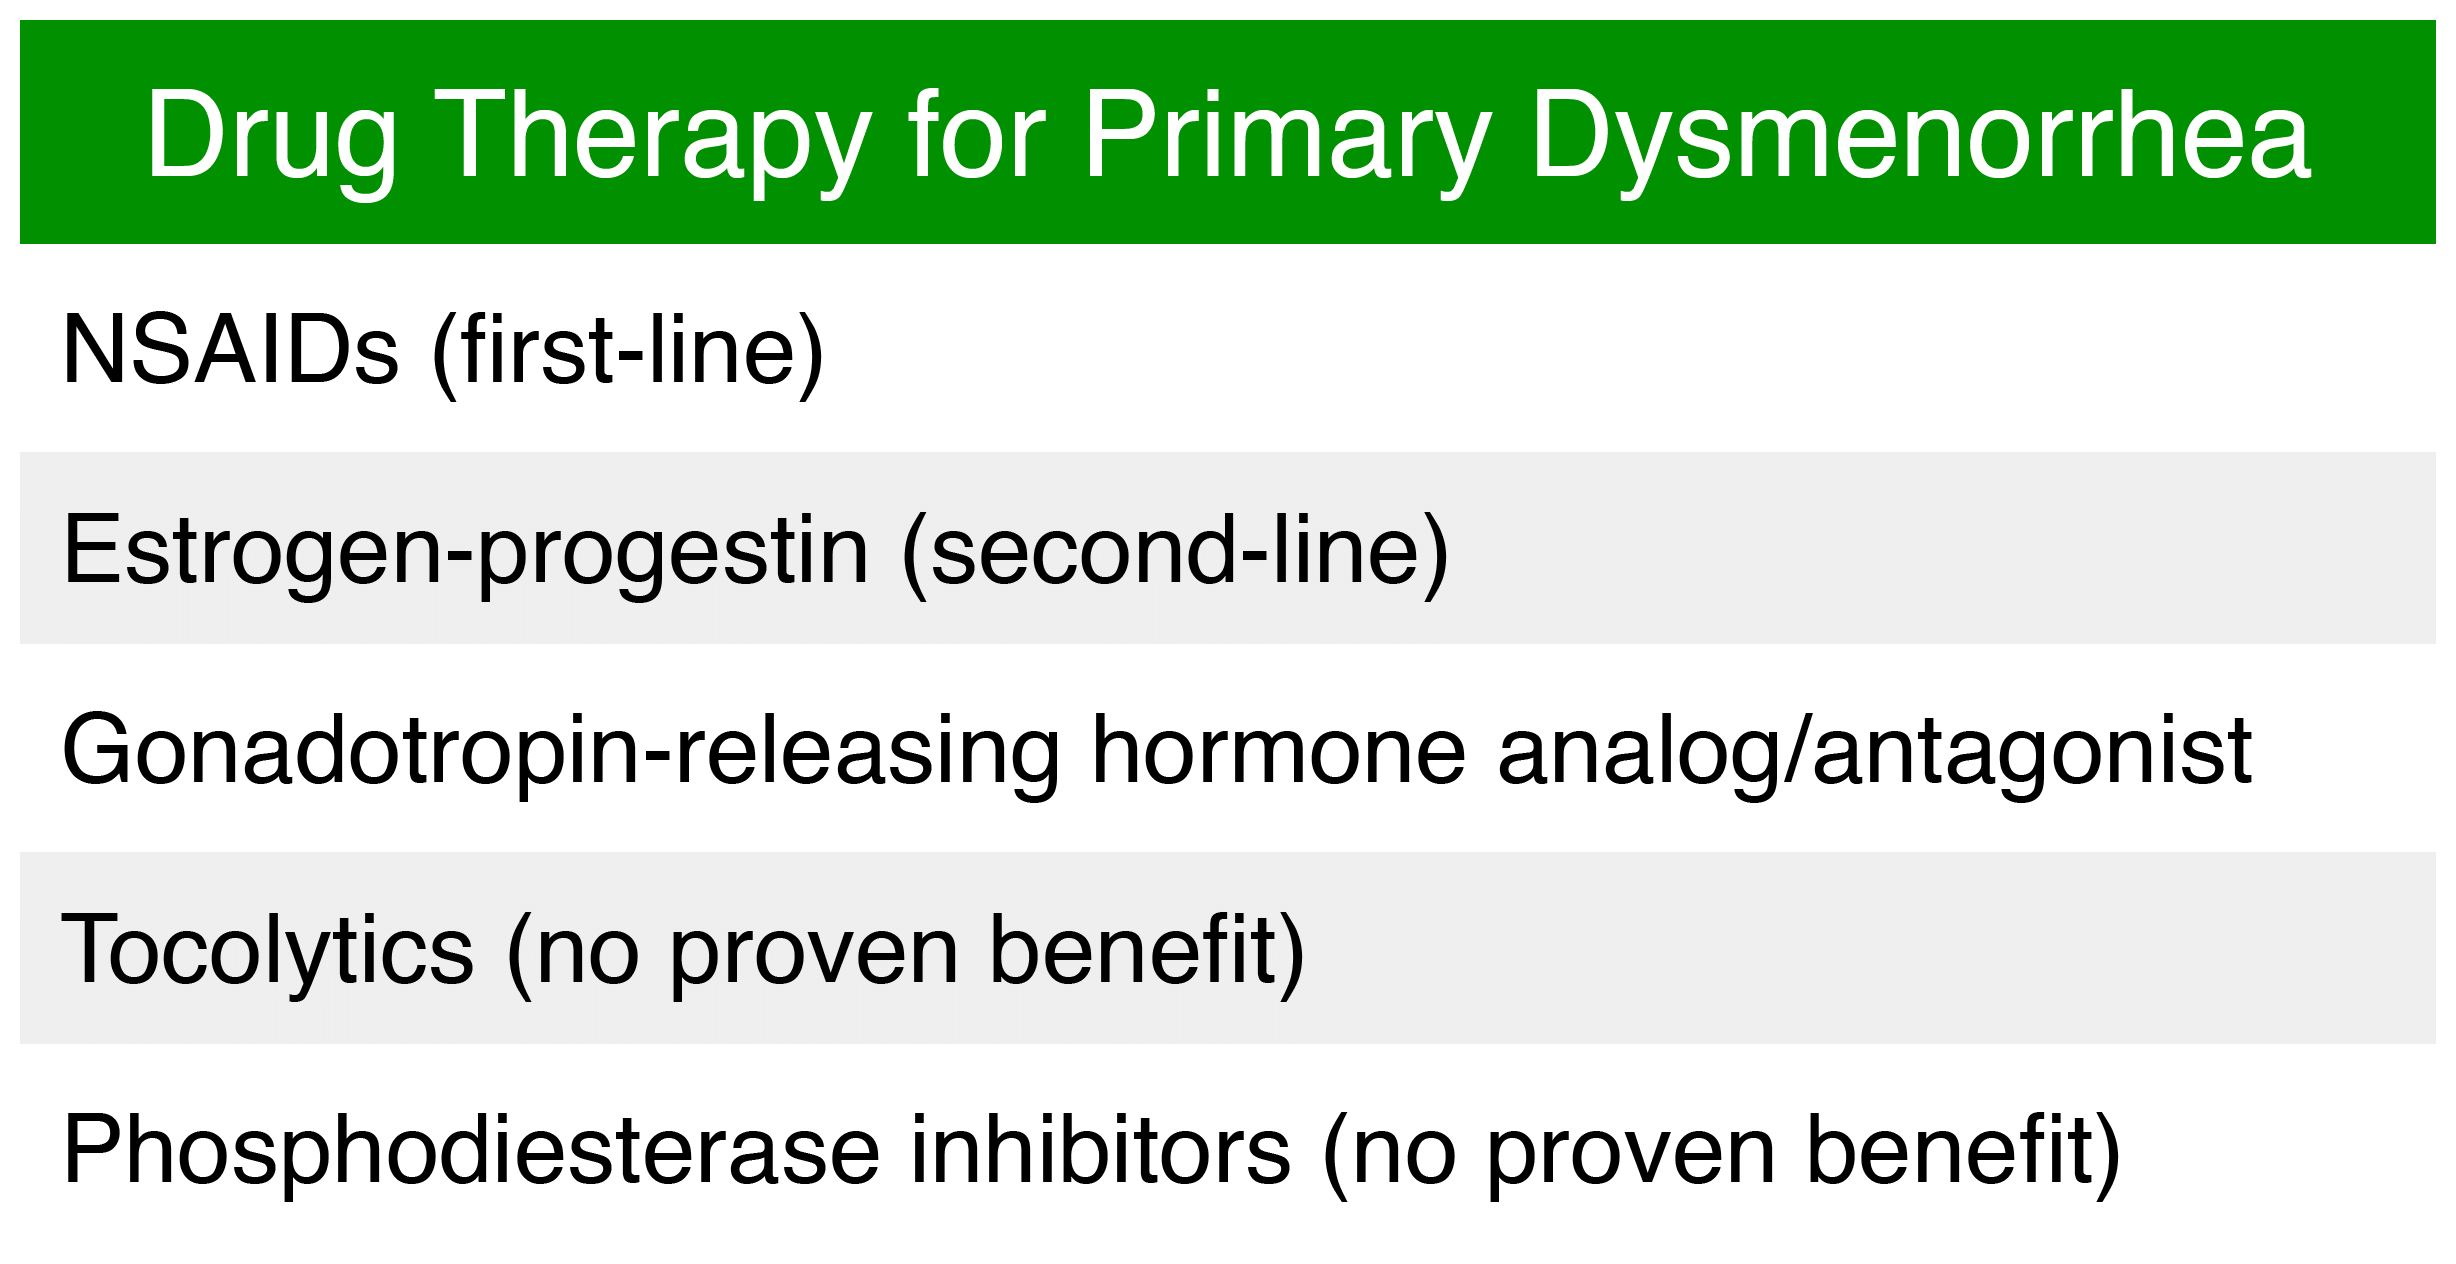 Drug Therapy for Primary Dysmenorrhea
NSAIDs (first-line)
Estrogen-progestin (second-line)
Gonadotropin-releasing hormone analog/antagonist
Tocolytics (no proven benefit)
Phosphodiesterase inhibitors (no proven benefit)